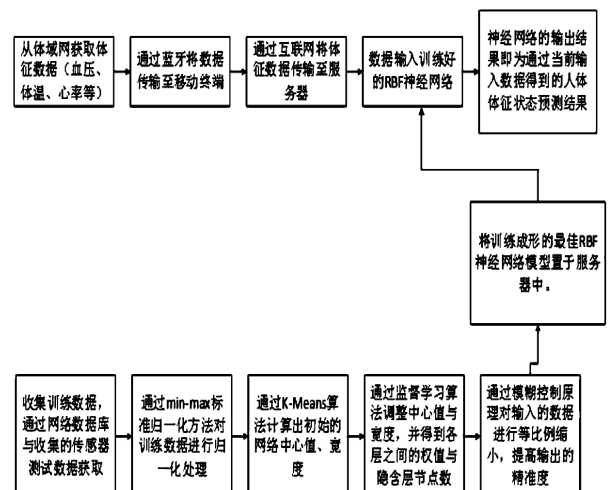 从体域网获取体
征数据（血压、
体温、心率等）
通过蓝牙将数据
传输至移动终端
通过互联网将体
征数据传输至服
务器
数据输入训练好
的RBF神经网络
神经网络的输出结
果即为通过当前输
入数据得到的人体
体征状态预测结果
将训练成形的最佳RBF
神经网络模型置于服务
器中。
收集训练数据，
通过网络数据库
与收集的传感器
测试数据获取
通过min-max标
准归一化方法对
训练数据进行归
一化处理
通过K-Means算
法计算出初始的
网络中心值、宽
度
通过监督学习算
法调整中心值与
宽度，并得到各
层之间的权值与
隐含层节点数
通过模糊控制原
理对输入的数据
进行等比例缩
小，提高输出的
精准度